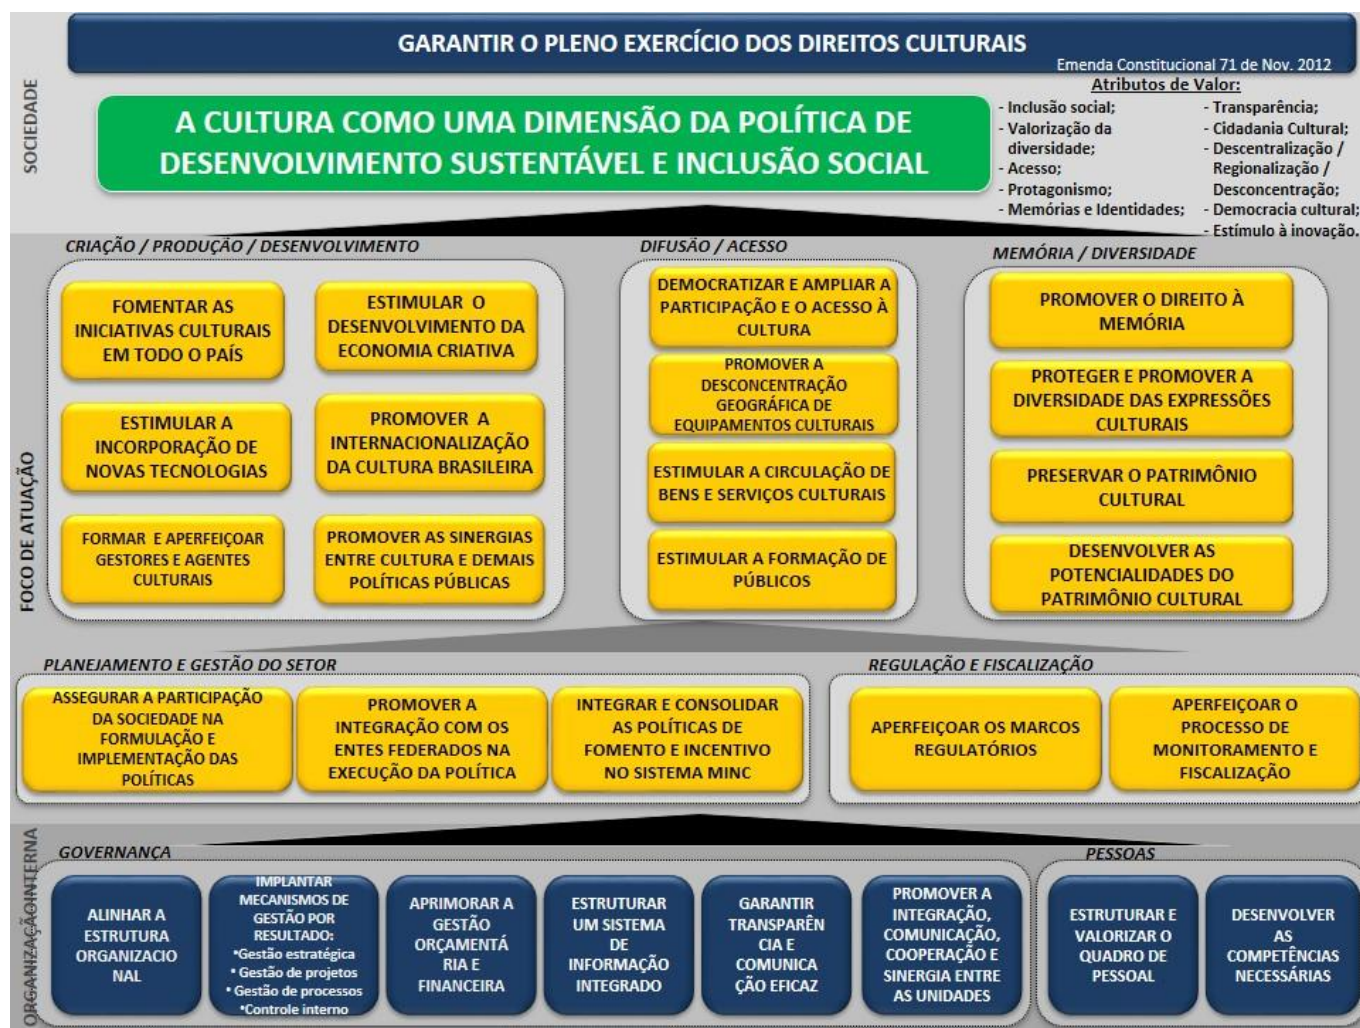 GARANTIR O PLENO EXERCÍCIO DOS DIREITOS CULTURAIS
Emenda Constitucional 71 de Nov. 2012
SOCIEDADE
A CULTURA COMO UMA DIMENSÃO DA POLÍTICA DE
DESENVOLVIMENTO SUSTENTÁVEL E INCLUSÃO SOCIAL
Atributos de Valor:
- Inclusão social;
- Valorização da
diversidade;
- Acesso;
- Protagonismo;
- Memórias e Identidades;
- Transparência;
- Cidadania Cultural;
- Descentralização /
Regionalização /
Desconcentração;
- Democracia cultural;
- Estímulo à inovação.
FOCO DE ATUAÇÃO
CRIAÇÃO / PRODUÇÃO / DESENVOLVIMENTO
FOMENTAR AS
INICIATIVAS CULTURAIS
EM TODO O PAÍS
ESTIMULAR O
DESENVOLVIMENTO DA
ECONOMIA CRIATIVA
ESTIMULAR A
INCORPORAÇÃO DE
NOVAS TECNOLOGIAS
PROMOVER A
INTERNACIONALIZAÇÃO
DA CULTURA BRASILEIRA
FORMAR E APERFEIÇOAR
GESTORES E AGENTES
CULTURAIS
PROMOVER AS SINERGIAS
ENTRE CULTURA E DEMAIS
POLÍTICAS PÚBLICAS
DIFUSÃO / ACESSO
DEMOCRATIZAR E AMPLIAR A
PARTICIPAÇÃO E O ACESSO À
CULTURA
PROMOVER A
DESCONCENTRAÇÃO
GEOGRÁFICA DE
EQUIPAMENTOS CULTURAIS
ESTIMULAR A CIRCULAÇÃO DE
BENS E SERVIÇOS CULTURAIS
ESTIMULAR A FORMAÇÃO DE
PÚBLICOS
MEMÓRIA / DIVERSIDADE
PROMOVER O DIREITO À
MEMÓRIA
PROTEGER E PROMOVER A
DIVERSIDADE DAS EXPRESSÕES
CULTURAIS
PRESERVAR O PATRIMÔNIO
CULTURAL
DESENVOLVER AS
POTENCIALIDADES DO
PATRIMÔNIO CULTURAL
PLANEJAMENTO E GESTÃO DO SETOR
ASSEGURAR A PARTICIPAÇÃO
DA SOCIEDADE NA
FORMULAÇÃO E
IMPLEMENTAÇÃO DAS
POLÍTICAS
PROMOVER A
INTEGRAÇÃO COM OS
ENTES FEDERADOS NA
EXECUÇÃO DA POLÍTICA
INTEGRAR E CONSOLIDAR
AS POLÍTICAS DE
FOMENTO E INCENTIVO
NO SISTEMA MINC
REGULAÇÃO E FISCALIZAÇÃO
APERFEIÇOAR OS MARCOS
REGULATÓRIOS
APERFEIÇOAR O
PROCESSO DE
MONITORAMENTO E
FISCALIZAÇÃO
ORGANIZAÇÃO INTERNA
GOVERNANÇA
ALINHAR A
ESTRUTURA
ORGANIZACIO
NAL
IMPLANTAR
MECANISMOS DE
GESTÃO POR
RESULTADO:
•Gestão estratégica
• Gestão de projetos
• Gestão de processos
•Controle interno
APRIMORAR A
GESTÃO
ORÇAMENTÁ
RIA E
FINANCEIRA
ESTRUTURAR
UM SISTEMA
DE
INFORMAÇÃO
INTEGRADO
GARANTIR
TRANSPARÊN
CIA E
COMUNICA
ÇÃO EFICAZ
PROMOVER A
INTEGRAÇÃO,
COMUNICAÇÃO,
COOPERAÇÃO E
SINERGIA ENTRE
AS UNIDADES
PESSOAS
ESTRUTURAR E
VALORIZAR O
QUADRO DE
PESSOAL
DESENVOLVER
AS
COMPETÊNCIAS
NECESSÁRIAS